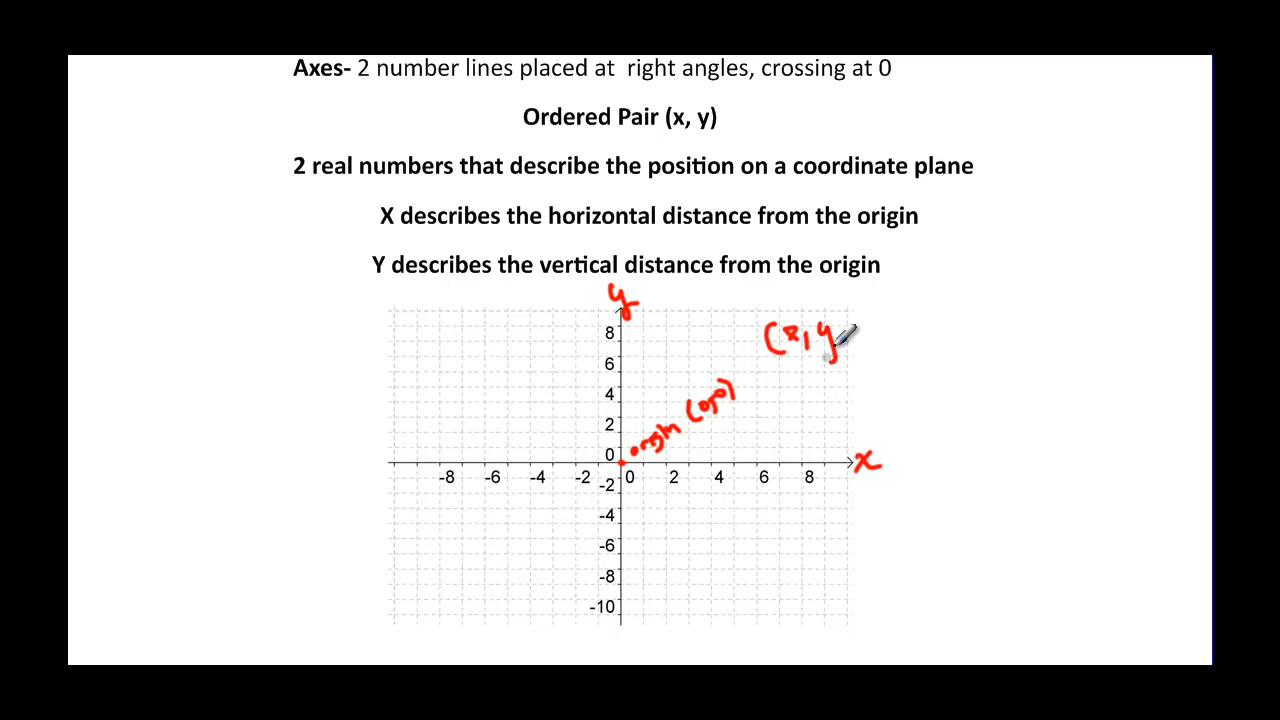 Axes- 2 number lines placed at right angles, crossing at 0
Ordered Pair (x, y)
2 real numbers that describe the position on a coordinate plane
X describes the horizontal distance from the origin
Y describes the vertical distance from the origin
y
8
(x, y
6
4
origin (0,0)
2
0
x
-8 -6 -4 -2 0 2 4 6 8
-2
-4
-6
-8
-10